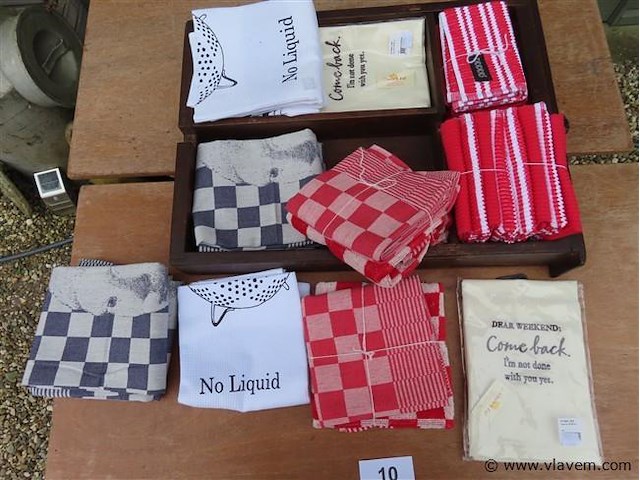 No Liquid
Come back.
I'm not done
with you yet.
No Liquid
DEAR WEEKEND;
Come back.
I'm not done
with you yet.
10
© www.vlavem.com